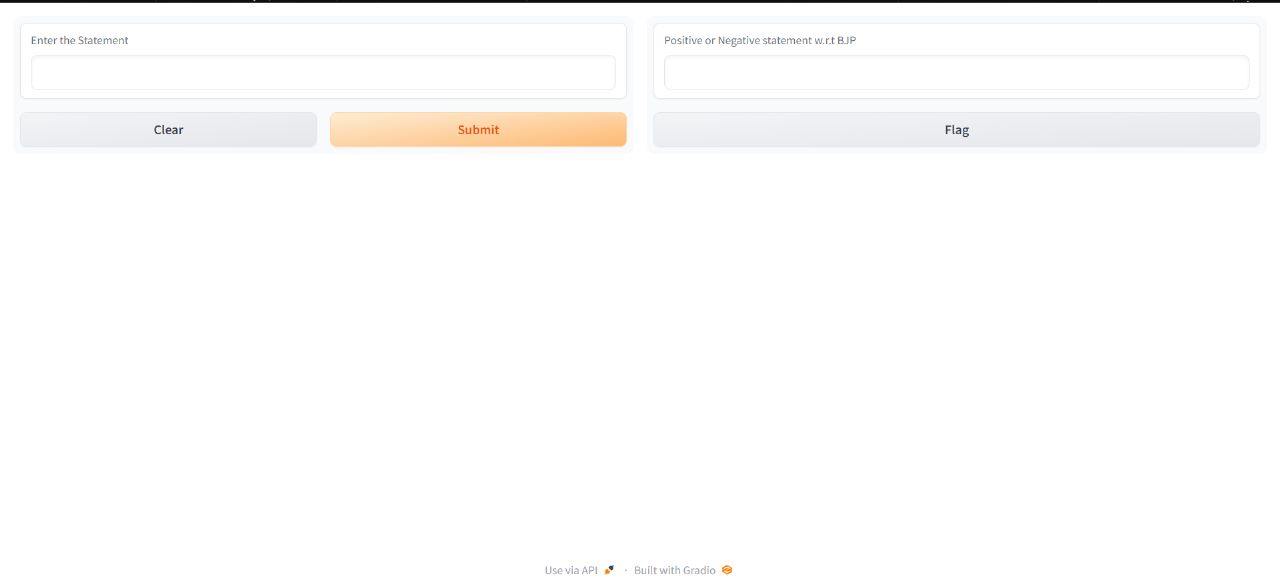 Enter the Statement
Positive or Negative statement w.r.t BJP
Clear
Submit
Flag
Use via API · Built with Gradio